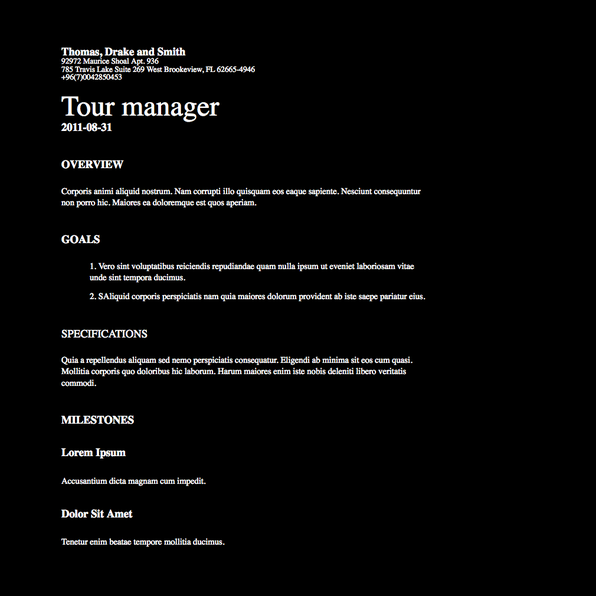 Thomas, Drake and Smith
92972 Maurice Shoal Apt. 936
785 Travis Lake Suite 269 West Brookeview, FL 62665-4946
+96(7)0042850453
Tour manager
2011-08-31
OVERVIEW
Corporis animi aliquid nostrum. Nam corrupti illo quisquam eos eaque sapiente. Nesciunt consequuntur
non porro hic. Maiores ea doloremque est quos aperiam.
GOALS
1. Vero sint voluptatibus reiciendis repudiandae quam nulla ipsum ut eveniet laboriosam vitae
unde sint tempora ducimus.
2. SAliquid corporis perspiciatis nam quia maiores dolorum provident ab iste saepe pariatur eius.
SPECIFICATIONS
Quia a repellendus aliquam sed nemo perspiciatis consequatur. Eligendi ab minima sit eos cum quasi.
Mollitia corporis quo doloribus hic laborum. Harum maiores enim iste nobis deleniti libero veritatis
commodi.
MILESTONES
Lorem Ipsum
Accusantium dicta magnam cum impedit.
Dolor Sit Amet
Tenetur enim beatae tempore mollitia ducimus.